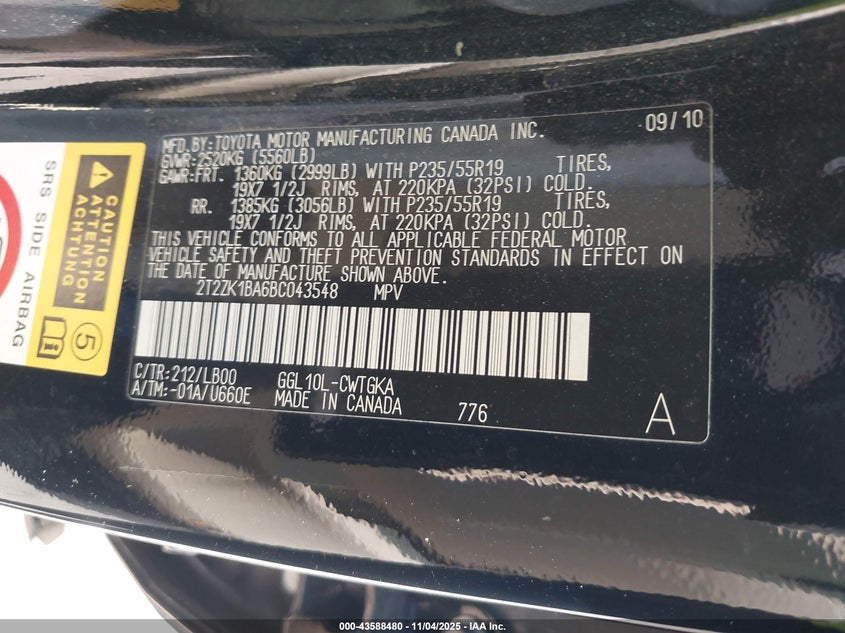 MFD. BY: TOYOTA MOTOR MANUFACTURING CANADA INC. 09/10
GVWR: 2520KG (5560LB)
GAWR: FRT. 1360KG (2999LB) WITH P235/55R19 TIRES,
19X7 1/2J RIMS, AT 220KPA (32PSI) COLD.
RR. 1385KG (3056LB) WITH P235/55R19 TIRES,
19X7 1/2J RIMS, AT 220KPA (32PSI) COLD.
THIS VEHICLE CONFORMS TO ALL APPLICABLE FEDERAL MOTOR
VEHICLE SAFETY AND THEFT PREVENTION STANDARDS IN EFFECT ON
THE DATE OF MANUFACTURE SHOWN ABOVE.
2T2ZK1BA6BC043548 MPV
C/TR: 212/LB00 GGL10L-CWTGKA
A/TM: -01A/U660E MADE IN CANADA 776 A
CAUTION
ATTENTION
ACHTUNG
5
SRS SIDE AIRBAG
000-43588480 - 11/04/2025 - IAA Inc.